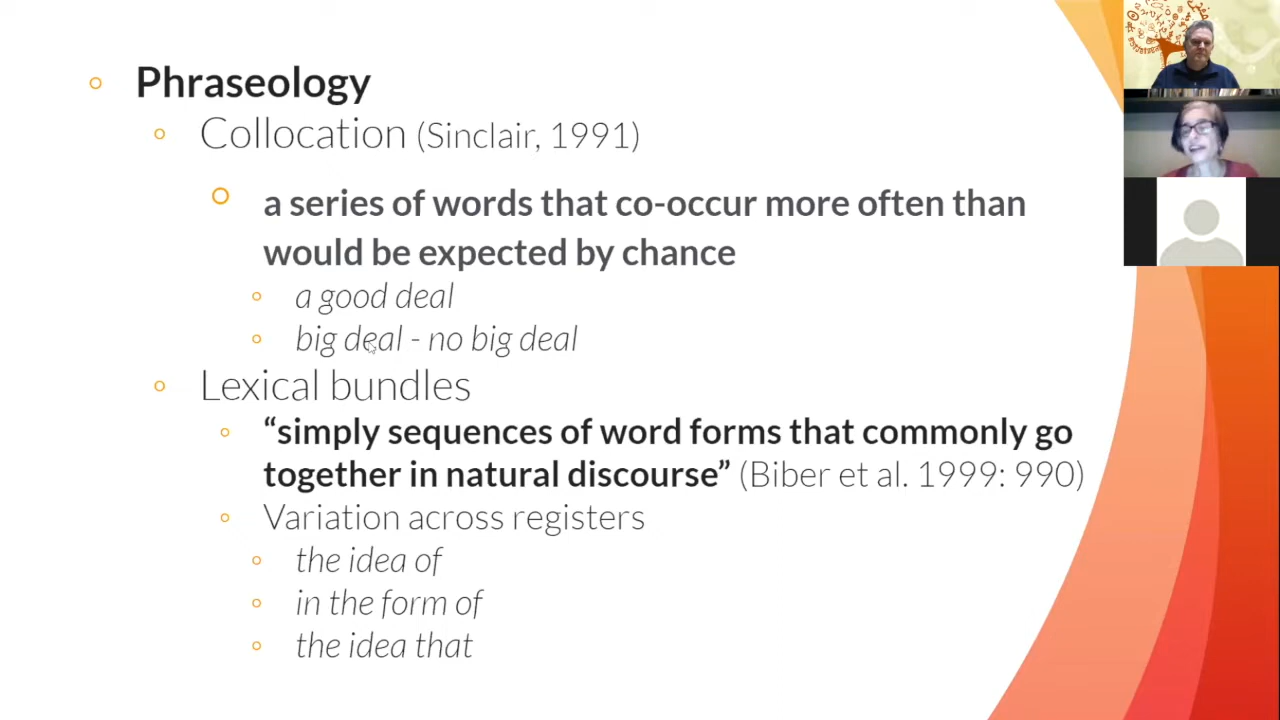 Phraseology
Collocation (Sinclair, 1991)
a series of words that co-occur more often than
would be expected by chance
a good deal
big deal - no big deal
Lexical bundles
“simply sequences of word forms that commonly go
together in natural discourse” (Biber et al. 1999: 990)
Variation across registers
the idea of
in the form of
the idea that